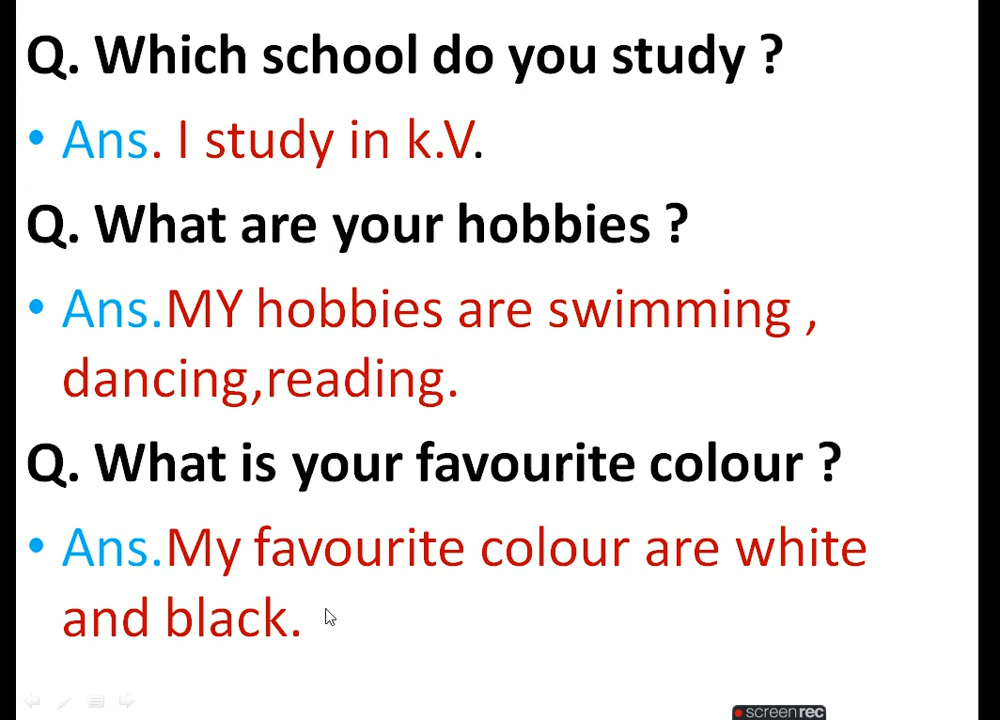 Q. Which school do you study ?
• Ans. I study in k.V.
Q. What are your hobbies ?
• Ans.MY hobbies are swimming ,
dancing,reading.
Q. What is your favourite colour ?
• Ans.My favourite colour are white
and black.
screenrec